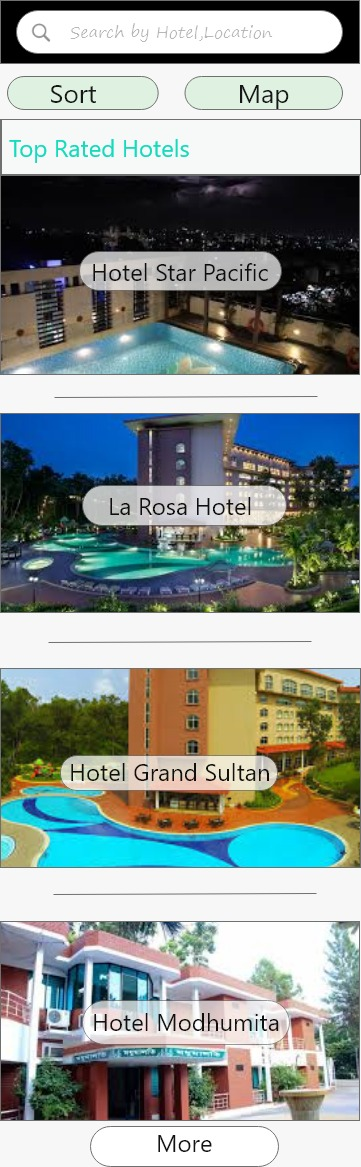 Search by Hotel,Location
Sort
Map
Top Rated Hotels
Hotel Star Pacific
La Rosa Hotel
Hotel Grand Sultan
Hotel Modhumita
More